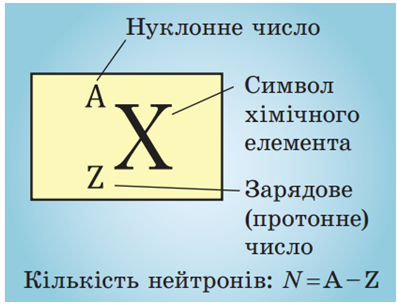 Нуклонне число
A
X
Z
Символ
хімічного
елемента
Зарядове
(протонне)
число
Кількість нейтронів: N=A−Z